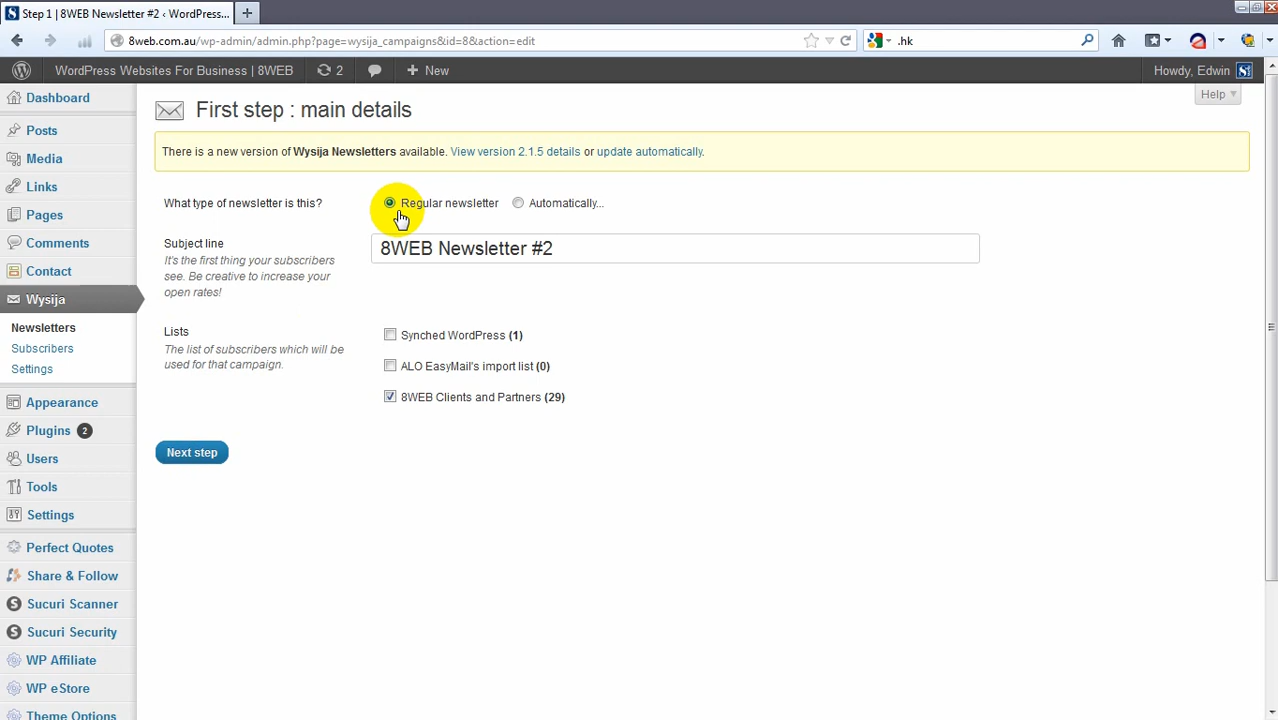 Step 1 | 8WEB Newsletter #2 ‹ WordPress...
8web.com.au/wp-admin/admin.php?page=wysija_campaigns&id=8&action=edit
.hk
WordPress Websites For Business | 8WEB
2
New
Howdy, Edwin
Help
Dashboard
Posts
Media
Links
Pages
Comments
Contact
Wysija
Newsletters
Subscribers
Settings
Appearance
Plugins 2
Users
Tools
Settings
Perfect Quotes
Share & Follow
Sucuri Scanner
Sucuri Security
WP Affiliate
WP eStore
Theme Options
First step : main details
There is a new version of Wysija Newsletters available. View version 2.1.5 details or update automatically.
What type of newsletter is this?
Regular newsletter
Automatically...
Subject line
It's the first thing your subscribers
see. Be creative to increase your
open rates!
8WEB Newsletter #2
Lists
The list of subscribers which will be
used for that campaign.
Synched WordPress (1)
ALO EasyMail's import list (0)
8WEB Clients and Partners (29)
Next step